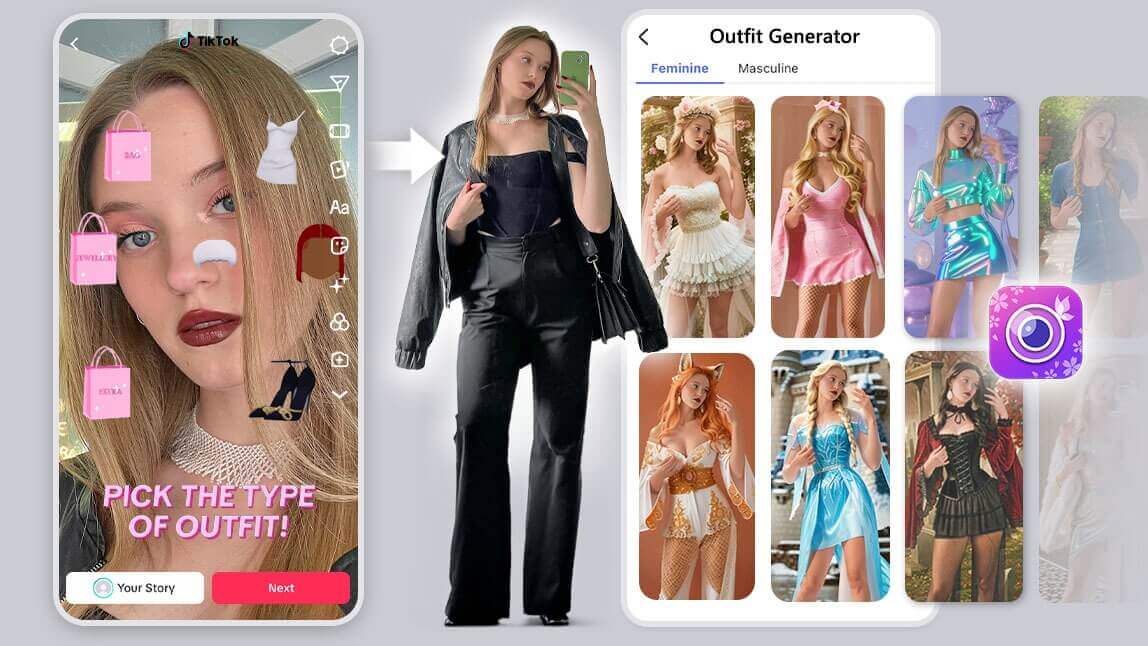 TikTok
BAG
JEWELLERY
Aa
EXTRA
PICK THE TYPE
OF OUTFIT!
Your Story
Next
Outfit Generator
Feminine
Masculine